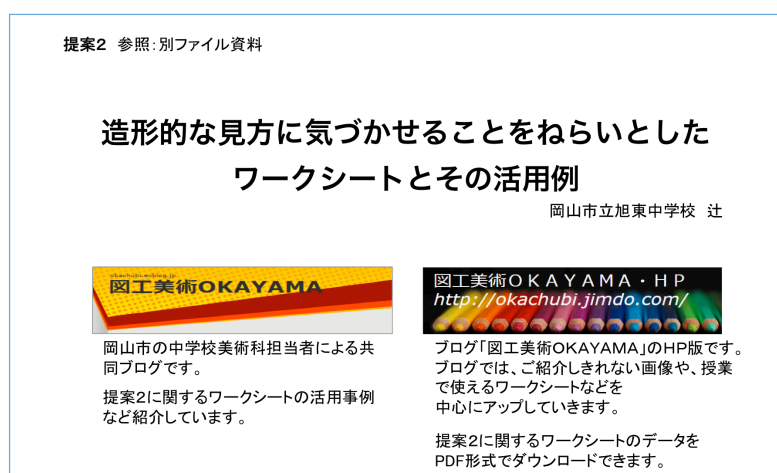 提案2 参照:別ファイル資料
造形的な見方に気づかせることをねらいとした
ワークシートとその活用例
岡山市立旭東中学校 辻
okachubi.exblog.jp
図工美術OKAYAMA
岡山市の中学校美術科担当者による共
同ブログです。
提案2に関するワークシートの活用事例
など紹介しています。
図工美術OKAYAMA・HP
http://okachubi.jimdo.com/
ブログ「図工美術OKAYAMA」のHP版です。
ブログでは、ご紹介しきれない画像や、授業
で使えるワークシートなどを
中心にアップしていきます。
提案2に関するワークシートのデータを
PDF形式でダウンロードできます。